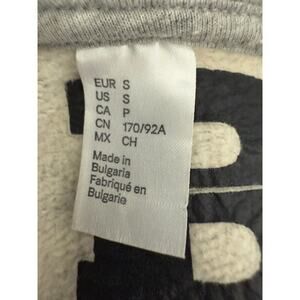 EUR S
US S
CA P
CN 170/92A
MX CH
Made in
Bulgaria
Fabriqué en
Bulgarie